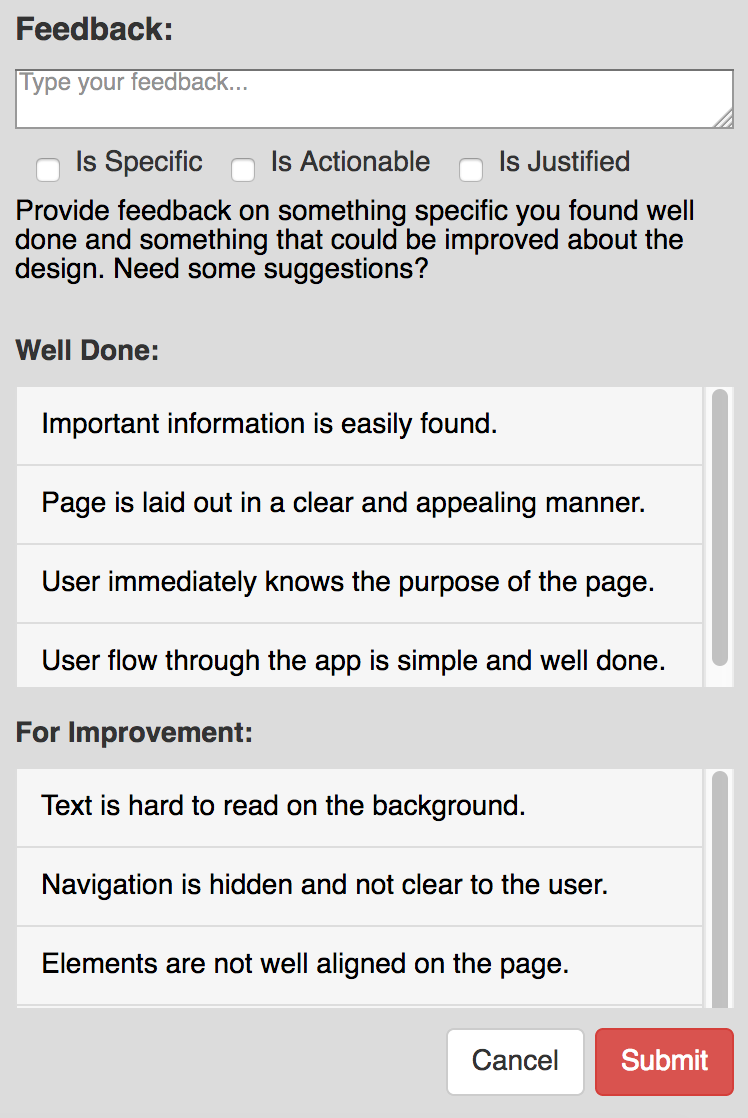 Feedback:
Type your feedback...
Is Specific Is Actionable Is Justified
Provide feedback on something specific you found well
done and something that could be improved about the
design. Need some suggestions?
Well Done:
Important information is easily found.
Page is laid out in a clear and appealing manner.
User immediately knows the purpose of the page.
User flow through the app is simple and well done.
For Improvement:
Text is hard to read on the background.
Navigation is hidden and not clear to the user.
Elements are not well aligned on the page.
Cancel Submit